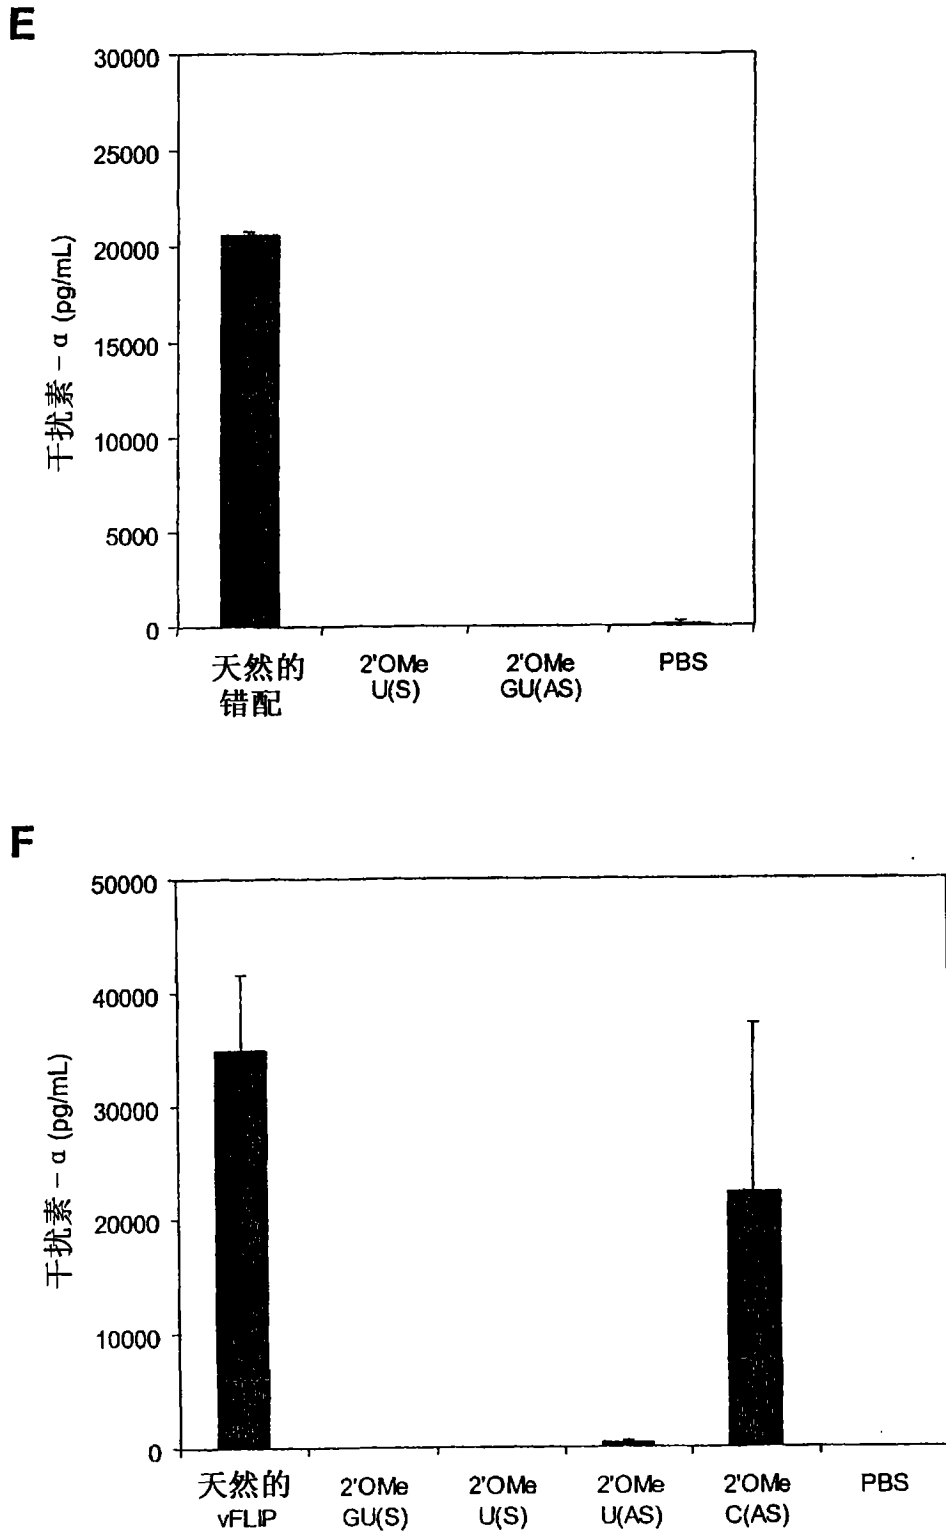 E
30000
25000
20000
15000
10000
5000
0
干扰素 – α (pg/mL)
天然的
错配
2'OMe
U(S)
2'OMe
GU(AS)
PBS
F
50000
40000
30000
20000
10000
0
干扰素 – α (pg/mL)
天然的
vFLIP
2'OMe
GU(S)
2'OMe
U(S)
2'OMe
U(AS)
2'OMe
C(AS)
PBS